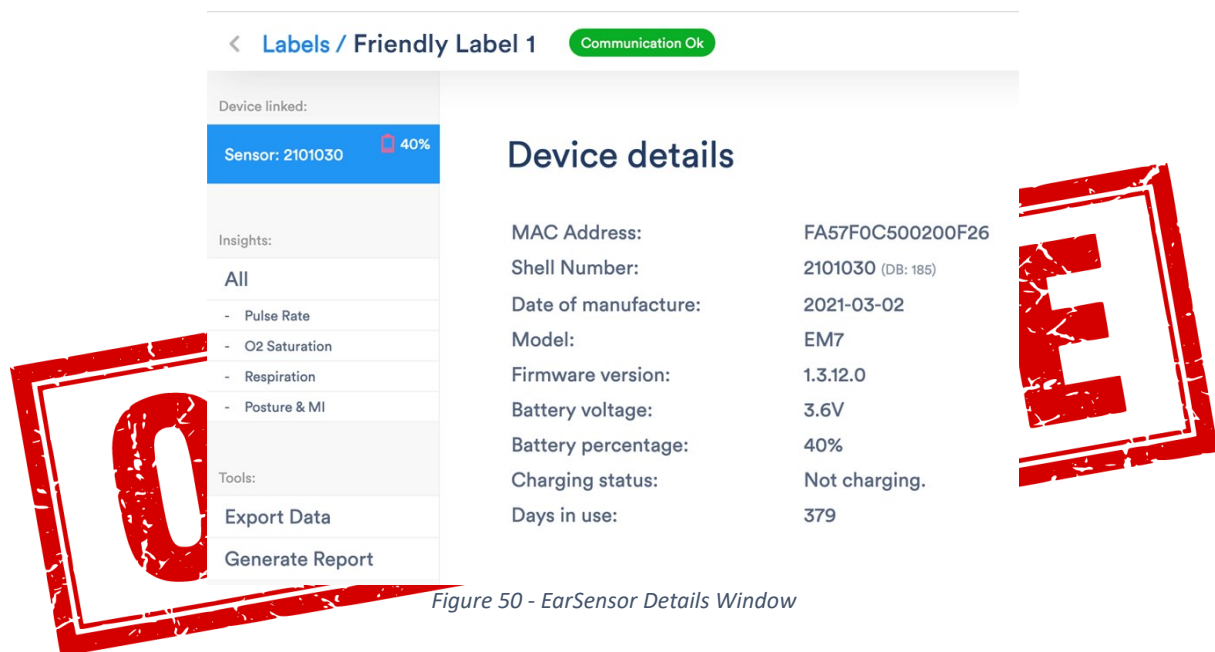 < Labels / Friendly Label 1 Communication Ok
Device linked:
Sensor: 2101030 40%
Device details
MAC Address: FA57F0C500200F26
Shell Number: 2101030 (DB: 185)
Insights:
All
Date of manufacture: 2021-03-02
- Pulse Rate
Model: EM7
- O2 Saturation
Firmware version: 1.3.12.0
- Respiration
- Posture & MI
Battery voltage: 3.6V
Battery percentage: 40%
Tools:
Charging status: Not charging.
Export Data
Days in use: 379
Generate Report
Figure 50 - EarSensor Details Window